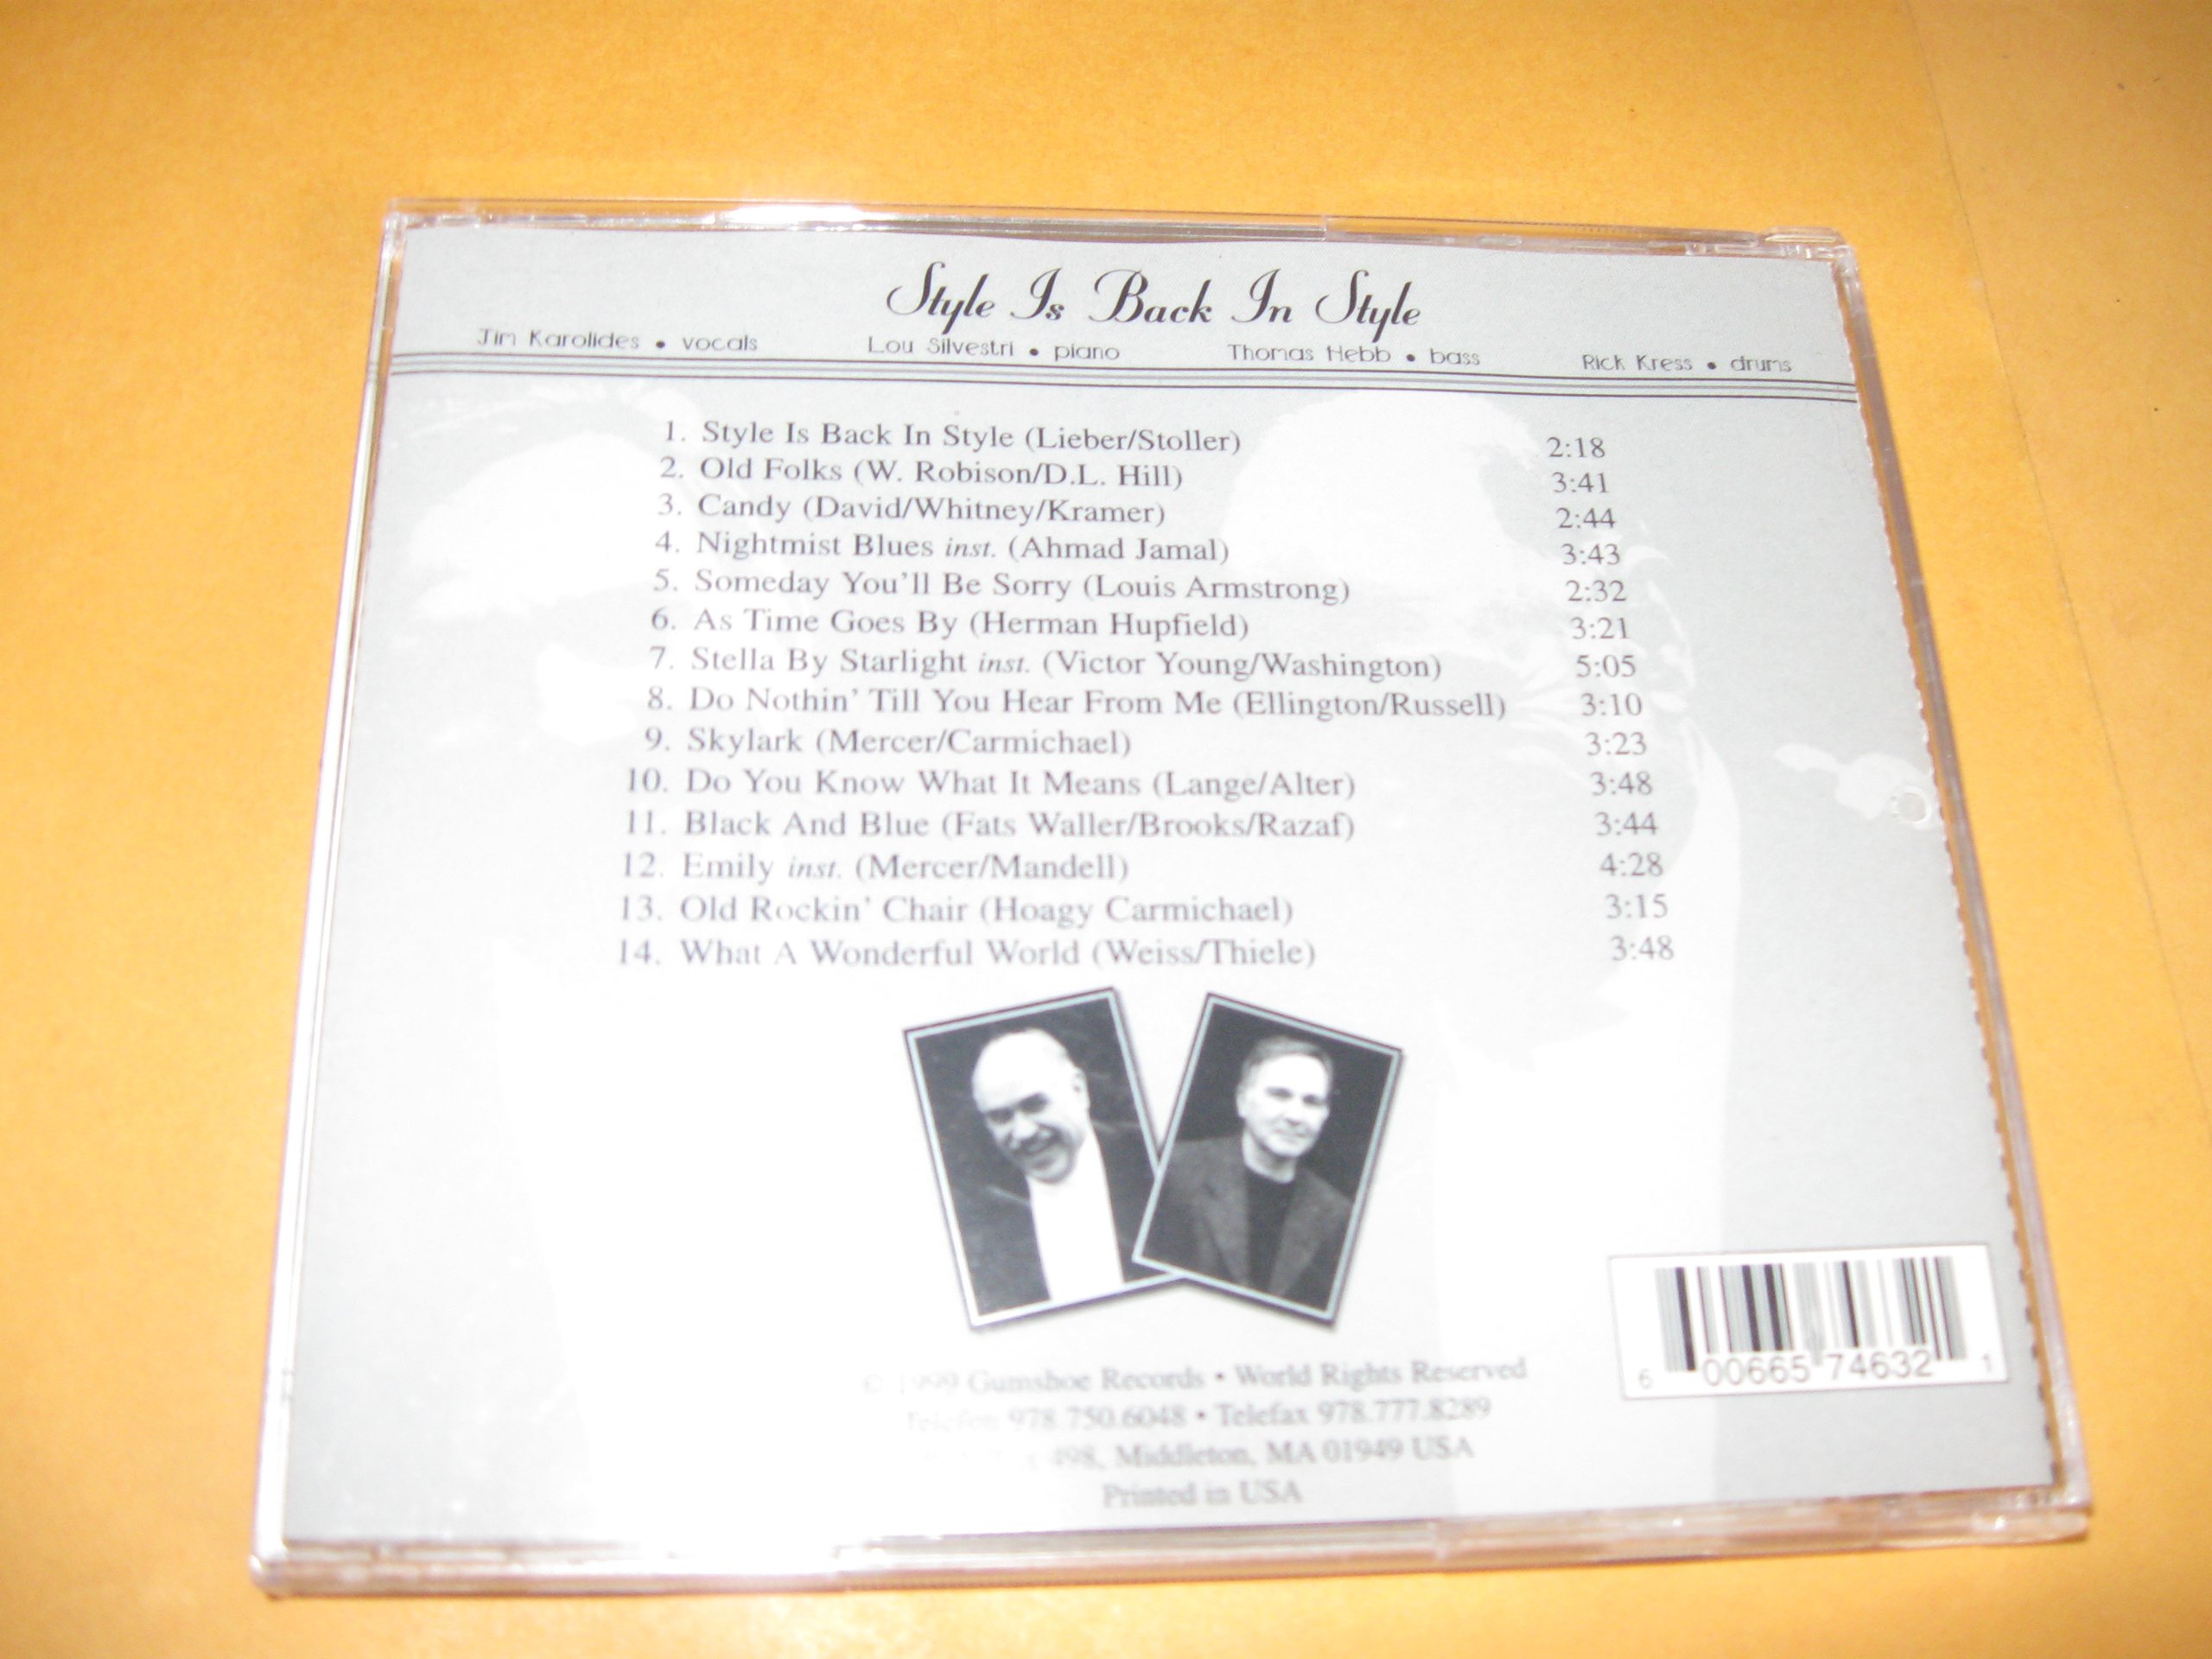 Style Is Back In Style
Jim Karolides • vocals Lou Silvestri • piano Thomas Hebb • bass Rick Kress • drums
1. Style Is Back In Style (Lieber/Stoller) 2:18
2. Old Folks (W. Robison/D.L. Hill) 3:41
3. Candy (David/Whitney/Kramer) 2:44
4. Nightmist Blues inst. (Ahmad Jamal) 3:43
5. Someday You'll Be Sorry (Louis Armstrong) 2:32
6. As Time Goes By (Herman Hupfield) 3:21
7. Stella By Starlight inst. (Victor Young/Washington) 5:05
8. Do Nothin' Till You Hear From Me (Ellington/Russell) 3:10
9. Skylark (Mercer/Carmichael) 3:23
10. Do You Know What It Means (Lange/Alter) 3:48
11. Black And Blue (Fats Waller/Brooks/Razaf) 3:44
12. Emily inst. (Mercer/Mandell) 4:28
13. Old Rockin' Chair (Hoagy Carmichael) 3:15
14. What A Wonderful World (Weiss/Thiele) 3:48
© 1999 Gumshoe Records • World Rights Reserved
Telefon 978.750.6048 • Telefax 978.777.8289
498, Middleton, MA 01949 USA
Printed in USA
6 00665 74632 1